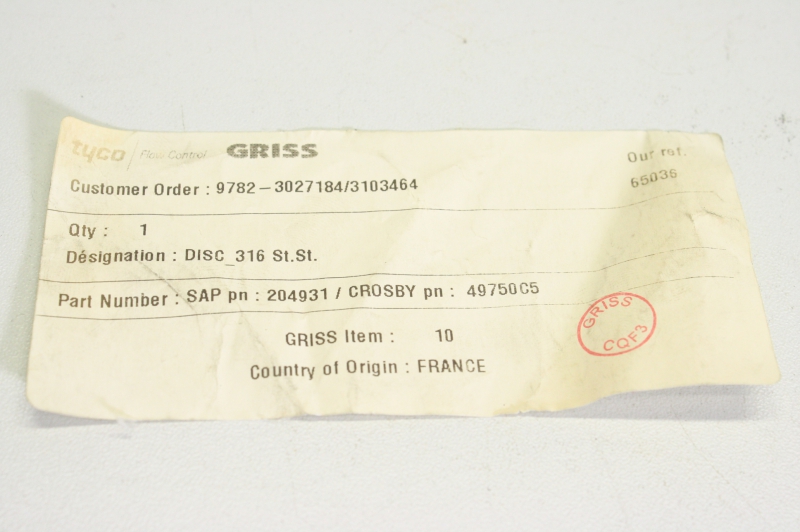 tyco / Flow Control GRISS
Our ref.
Customer Order : 9782-3027184/3103464
65036
Qty : 1
Désignation : DISC_316 St.St.
Part Number : SAP pn : 204931 / CROSBY pn : 49750C5
GRISS Item : 10
Country of Origin : FRANCE
GRISS
CQF3